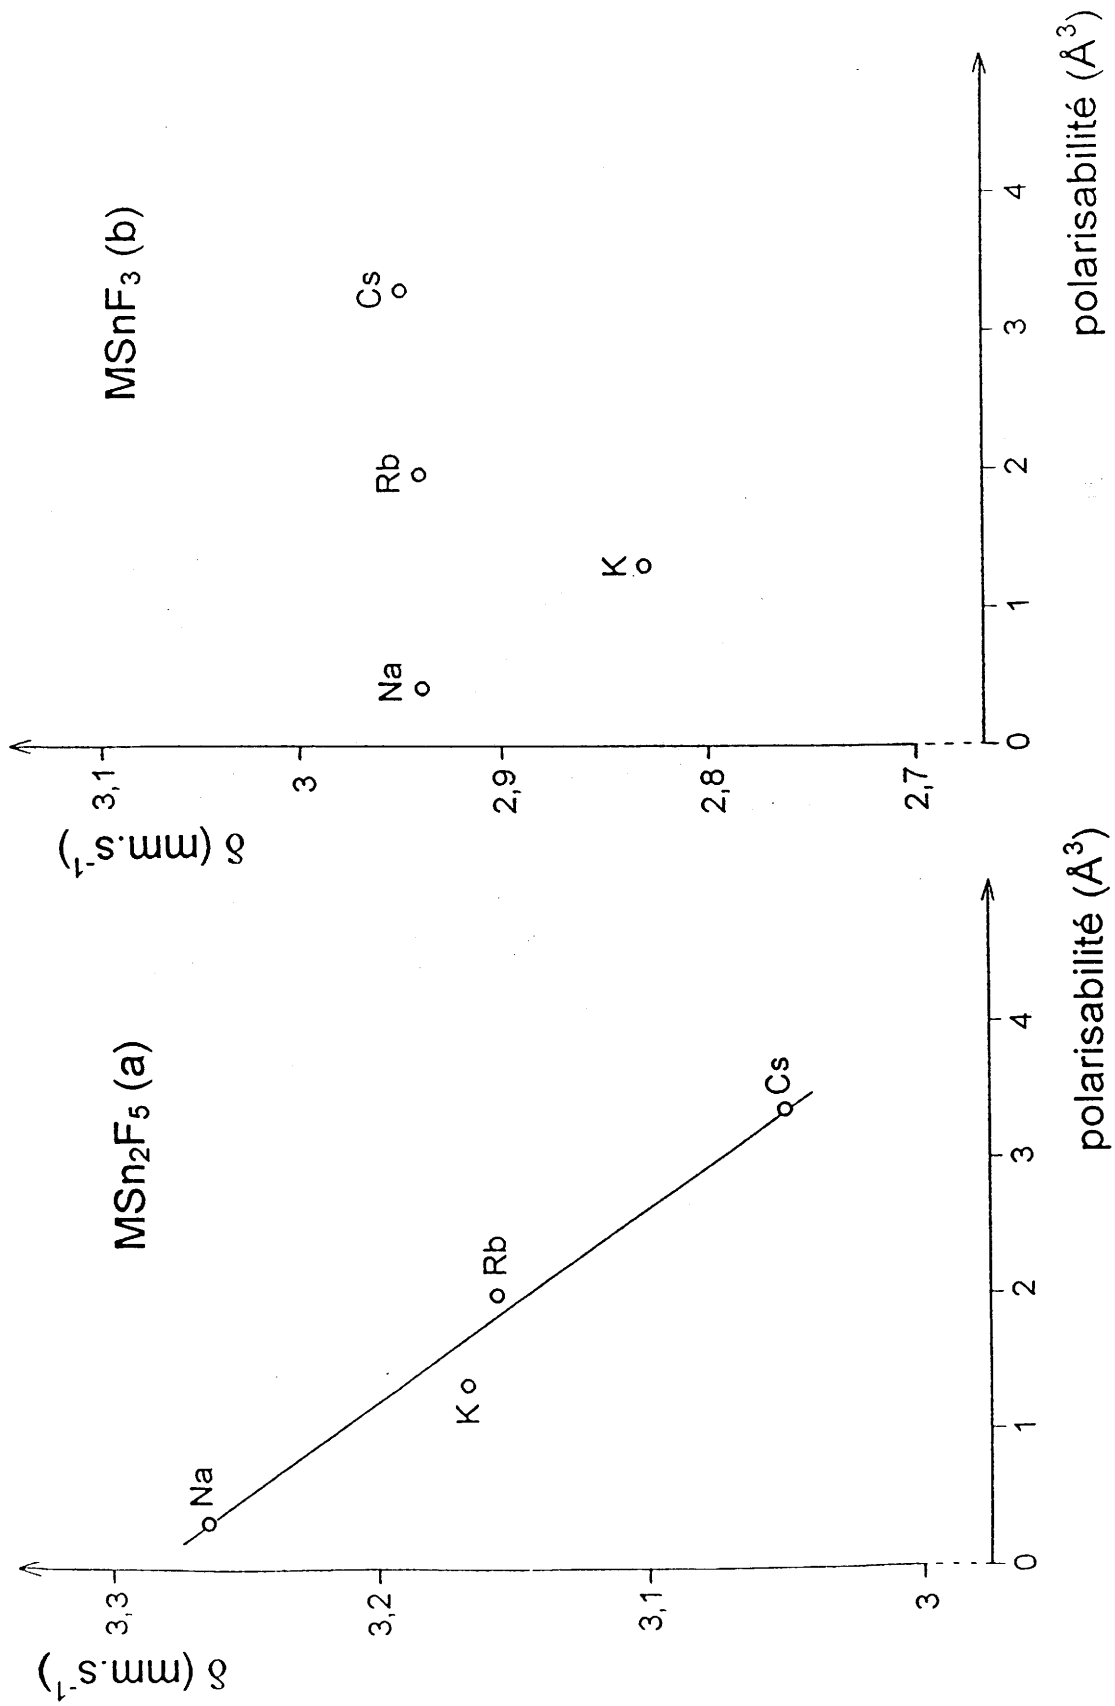 MSn₂F₅ (a)
δ (mm.s⁻¹)
3,3
3,2
3,1
3
Na
K
Rb
Cs
0
1
2
3
4
polarisabilité (Å³)
MSnF₃ (b)
δ (mm.s⁻¹)
3,1
3
2,9
2,8
2,7
Na
K
Rb
Cs
0
1
2
3
4
polarisabilité (Å³)